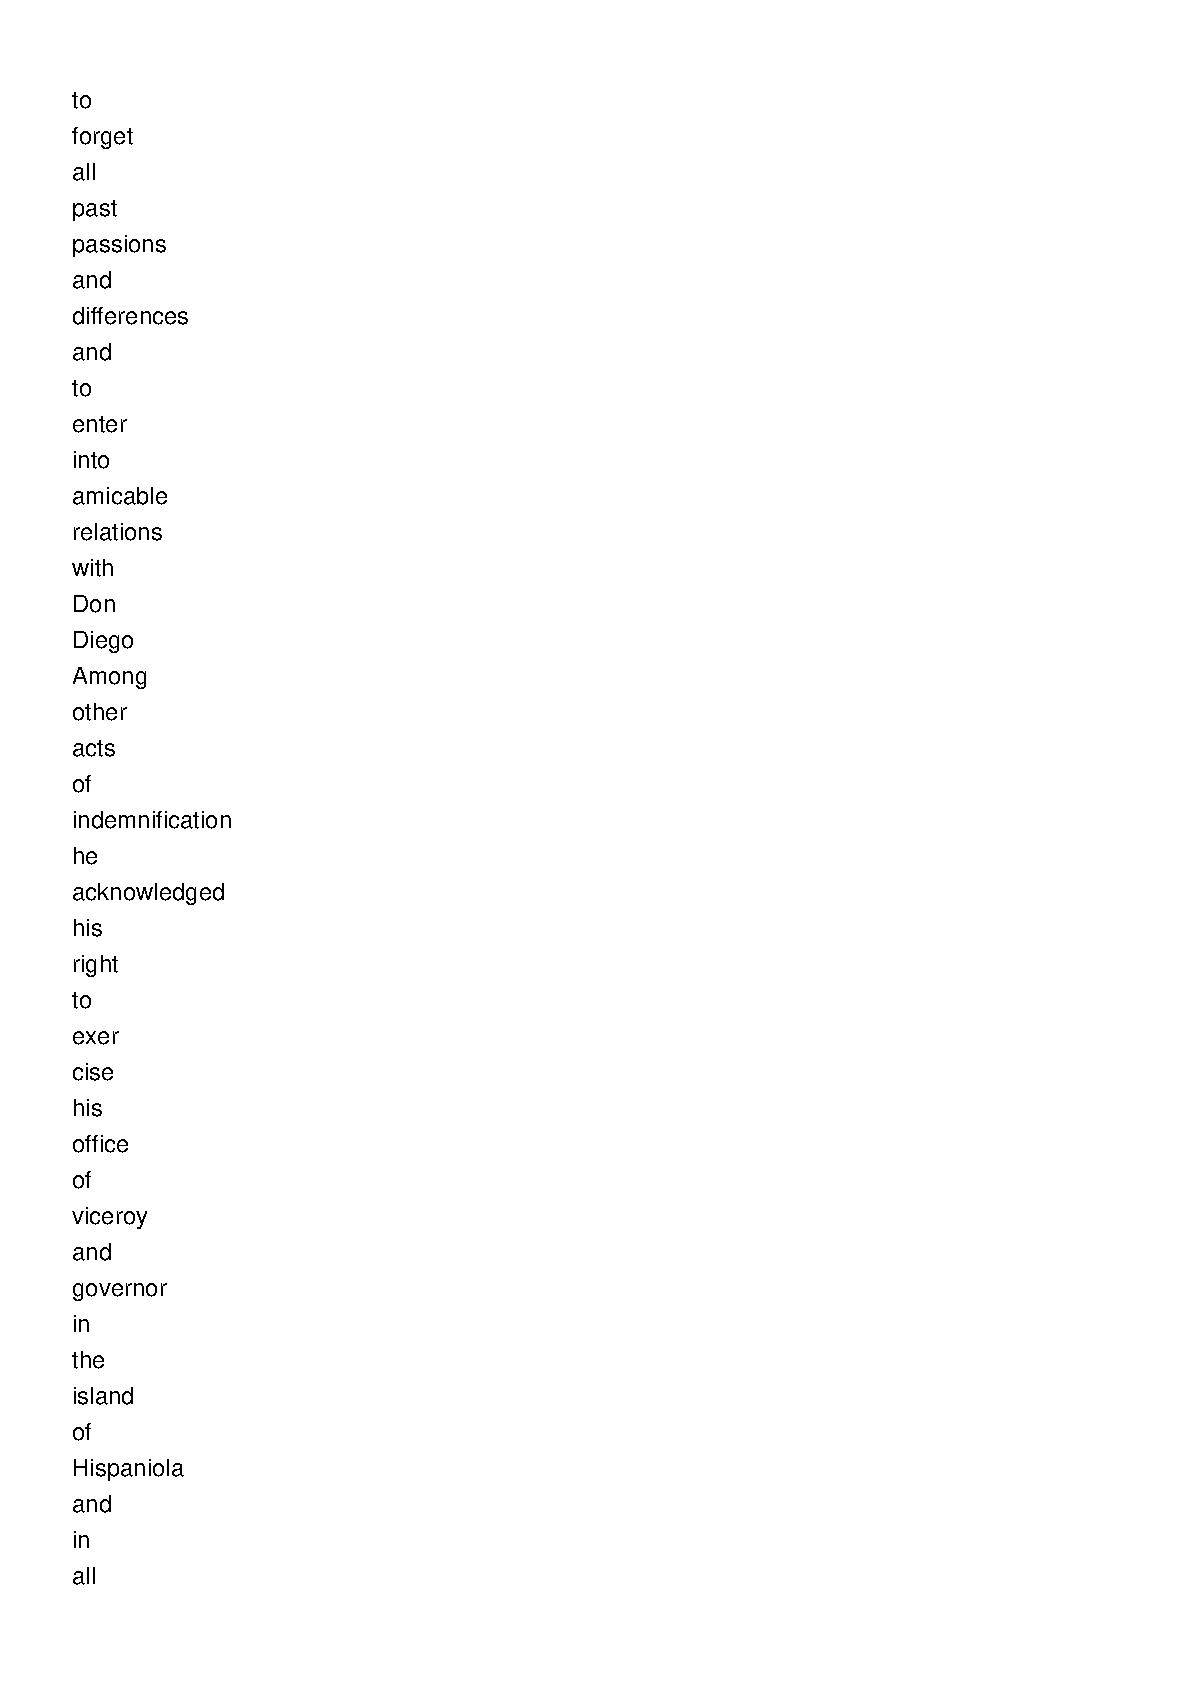 to
forget
all
past
passions
and
differences
and
to
enter
into
amicable
relations
with
Don
Diego
Among
other
acts
of
indemnification
he
acknowledged
his
right
to
exer
cise
his
office
of
viceroy
and
governor
in
the
island
of
Hispaniola
and
in
all